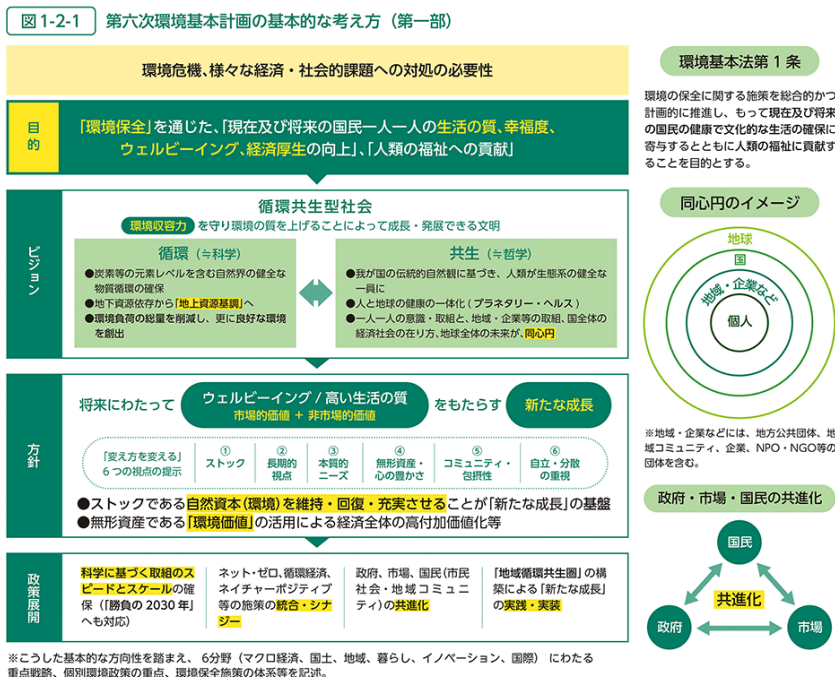 図1-2-1 第六次環境基本計画の基本的な考え方（第一部）
環境危機、様々な経済・社会的課題への対処の必要性
目的
「環境保全」を通じた、「現在及び将来の国民一人一人の生活の質、幸福度、
ウェルビーイング、経済厚生の向上」、「人類の福祉への貢献」
ビジョン
循環共生型社会
環境収容力を守り環境の質を上げることによって成長・発展できる文明
循環（≒科学）
●炭素等の元素レベルを含む自然界の健全な
物質循環の確保
●地下資源依存から「地上資源基調」へ
●環境負荷の総量を削減し、更に良好な環境
を創出
共生（≒哲学）
●我が国の伝統的自然観に基づき、人類が生態系の健全な
一員に
●人と地球の健康の一体化（プラネタリー・ヘルス）
●一人一人の意識・取組と、地域・企業等の取組、国全体の
経済社会の在り方、地球全体の未来が、同心円
方針
将来にわたって
ウェルビーイング / 高い生活の質
市場的価値 ＋ 非市場的価値
をもたらす
新たな成長
「変え方を変える」
6つの視点の提示
①
ストック
②
長期的
視点
③
本質的
ニーズ
④
無形資産・
心の豊かさ
⑤
コミュニティ・
包摂性
⑥
自立・分散
の重視
●ストックである自然資本（環境）を維持・回復・充実させることが「新たな成長」の基盤
●無形資産である「環境価値」の活用による経済全体の高付加価値化等
政策展開
科学に基づく取組のス
ピードとスケールの確
保（「勝負の2030年」
へも対応）
ネット・ゼロ、循環経済、
ネイチャーポジティブ
等の施策の統合・シナ
ジー
政府、市場、国民（市民
社会・地域コミュニ
ティ）の共進化
「地域循環共生圏」の構
築による「新たな成長」
の実践・実装
※こうした基本的な方向性を踏まえ、 6分野（マクロ経済、国土、地域、暮らし、イノベーション、国際） にわたる
重点戦略、個別環境政策の重点、環境保全施策の体系等を記述。
環境基本法第1条
環境の保全に関する施策を総合的かつ
計画的に推進し、もって現在及び将来
の国民の健康で文化的な生活の確保に
寄与するとともに人類の福祉に貢献す
ることを目的とする。
同心円のイメージ
地球
国
地域・企業など
個人
※地域・企業などには、地方公共団体、地
域コミュニティ、企業、NPO・NGO等の
団体を含む。
政府・市場・国民の共進化
国民
共進化
政府
市場